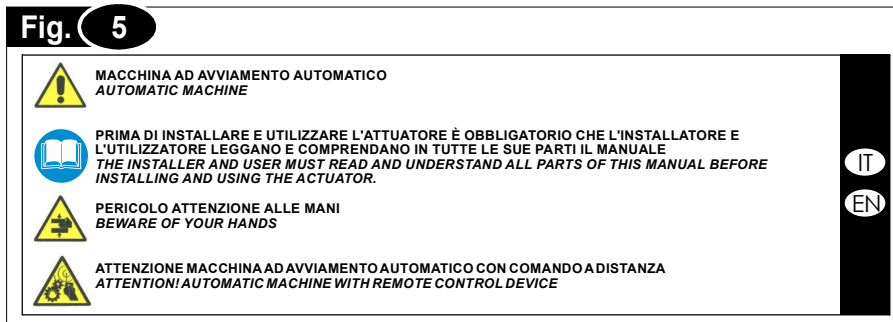 Fig. 5
MACCHINA AD AVVIAMENTO AUTOMATICO
AUTOMATIC MACHINE
PRIMA DI INSTALLARE E UTILIZZARE L'ATTUATORE È OBBLIGATORIO CHE L'INSTALLATORE E
L'UTILIZZATORE LEGGANO E COMPRENDANO IN TUTTE LE SUE PARTI IL MANUALE
THE INSTALLER AND USER MUST READ AND UNDERSTAND ALL PARTS OF THIS MANUAL BEFORE
INSTALLING AND USING THE ACTUATOR.
IT
EN
PERICOLO ATTENZIONE ALLE MANI
BEWARE OF YOUR HANDS
ATTENZIONE MACCHINA AD AVVIAMENTO AUTOMATICO CON COMANDO A DISTANZA
ATTENTION! AUTOMATIC MACHINE WITH REMOTE CONTROL DEVICE